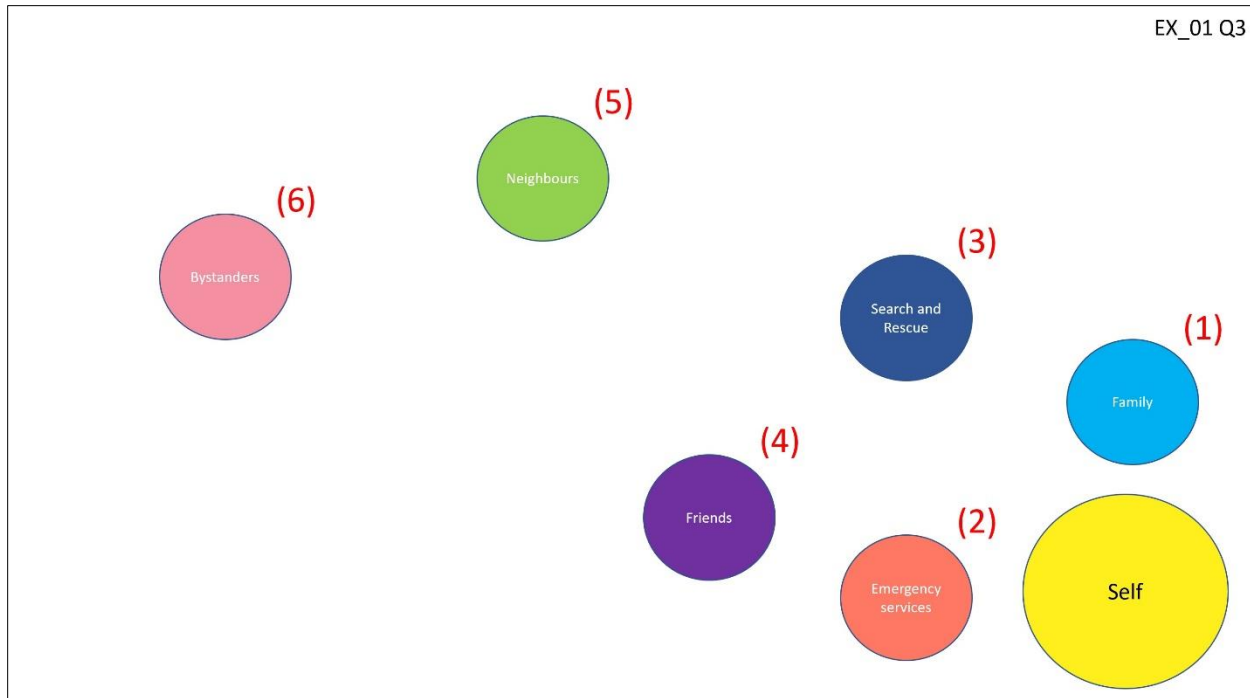 EX_01 Q3
(5)
Neighbours
(6)
Bystanders
(3)
Search and
Rescue
(1)
Family
(4)
Friends
(2)
Emergency
services
Self